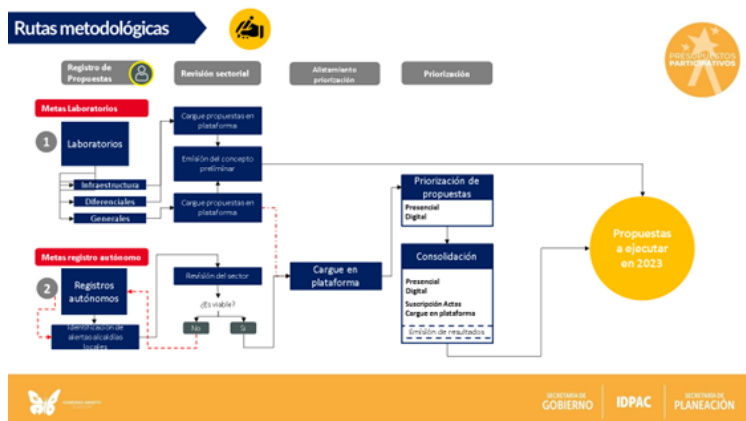 Rutas metodológicas
PRESUPUESTOS
PARTICIPATIVOS
Registro de
Propuestas
Revisión sectorial
Alistamiento
priorización
Priorización
Metas Laboratorios
1
Laboratorios
Infraestructura
Diferenciales
Generales
Cargue propuestas en
plataforma
Emisión del concepto
preliminar
Cargue propuestas en
plataforma
Priorización de
propuestas
Presencial
Digital
Propuestas
a ejecutar
en 2023
Metas registro autónomo
2
Registros
autónomos
Identificación de
alertas alcaldías
locales
Revisión del sector
¿Es viable?
No
Si
Cargue en
plataforma
Consolidación
Presencial
Digital
Suscripción Actas
Cargue en plataforma
Emisión de resultados
SECRETARÍA DE
GOBIERNO
IDPAC
SECRETARÍA DE
PLANEACIÓN